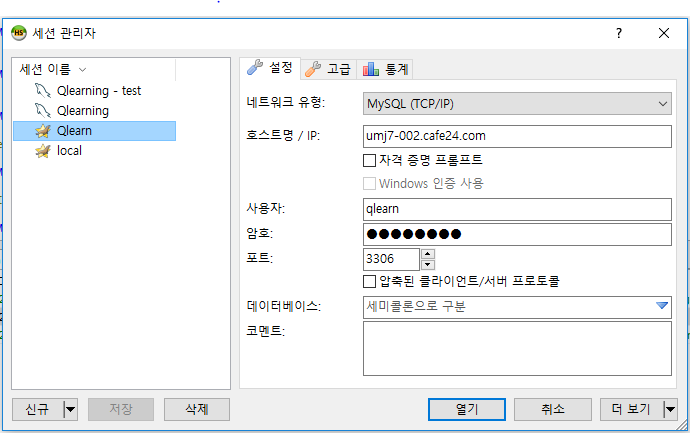 HS 세션 관리자
세션 이름
Qlearning - test
Qlearning
Qlearn
local
설정 고급 통계
네트워크 유형: MySQL (TCP/IP)
호스트명 / IP: umj7-002.cafe24.com
자격 증명 프롬프트
Windows 인증 사용
사용자: qlearn
암호: ●●●●●●●●
포트: 3306
압축된 클라이언트/서버 프로토콜
데이터베이스: 세미콜론으로 구분
코멘트:
신규 저장 삭제 열기 취소 더 보기